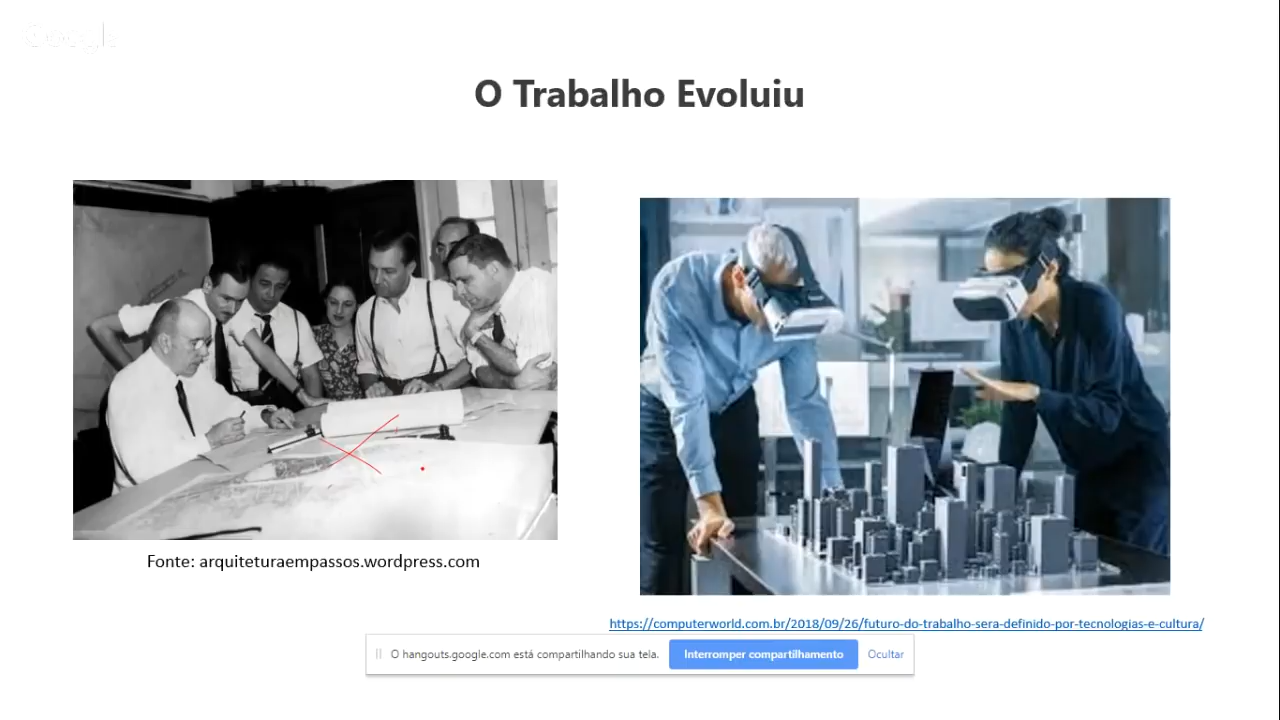 Google
O Trabalho Evoluiu
Fonte: arquiteturaempassos.wordpress.com
https://computerworld.com.br/2018/09/26/futuro-do-trabalho-sera-definido-por-tecnologias-e-cultura/
O hangouts.google.com está compartilhando sua tela. Interromper compartilhamento Ocultar